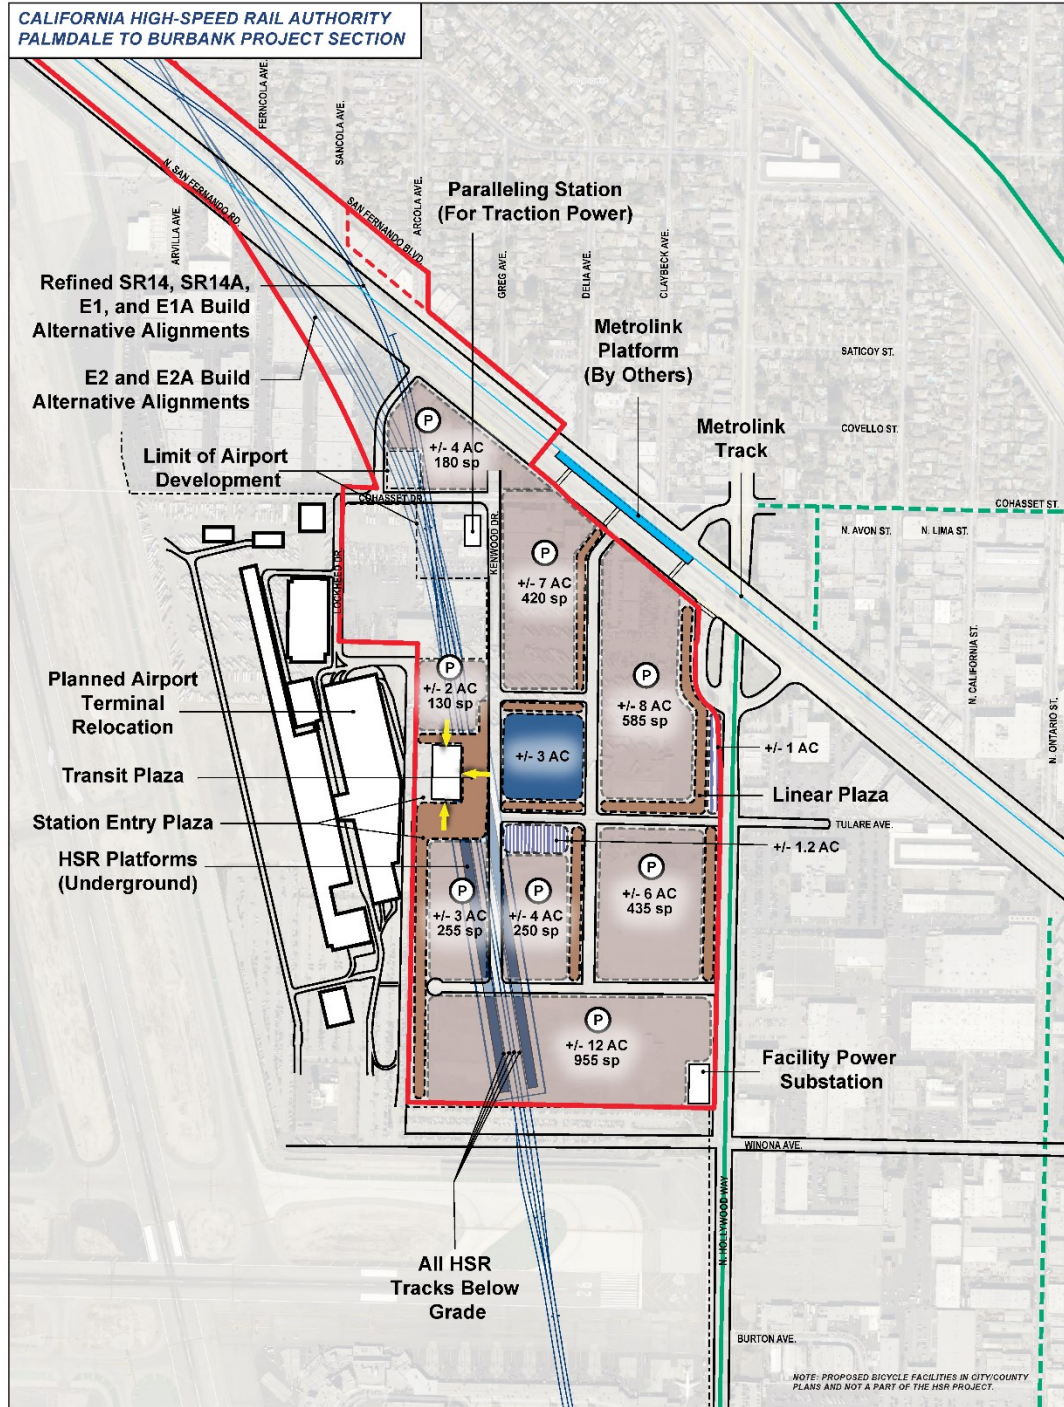 CALIFORNIA HIGH-SPEED RAIL AUTHORITY
PALMDALE TO BURBANK PROJECT SECTION
FERNCOLA AVE.
SANCOLA AVE.
ARCOLA AVE.
ARVILLA AVE.
N. SAN FERNANDO RD.
SAN FERNANDO BLVD.
GREG AVE.
DELIA AVE.
CLAYBECK AVE.
Paralleling Station
(For Traction Power)
Refined SR14, SR14A,
E1, and E1A Build
Alternative Alignments
E2 and E2A Build
Alternative Alignments
Metrolink
Platform
(By Others)
SATICOY ST.
COVELLO ST.
Metrolink
Track
Limit of Airport
Development
P
+/- 4 AC
180 sp
COHASSET DR.
KENWOOD DR.
LOCKHEED DR.
COHASSET ST.
N. AVON ST.
N. LIMA ST.
P
+/- 7 AC
420 sp
N. CALIFORNIA ST.
N. ONTARIO ST.
Planned Airport
Terminal
Relocation
P
+/- 2 AC
130 sp
P
+/- 8 AC
585 sp
+/- 3 AC
+/- 1 AC
Transit Plaza
Linear Plaza
Station Entry Plaza
TULARE AVE.
+/- 1.2 AC
HSR Platforms
(Underground)
P
+/- 3 AC
255 sp
P
+/- 4 AC
250 sp
P
+/- 6 AC
435 sp
P
+/- 12 AC
955 sp
Facility Power
Substation
WINONA AVE.
N. HOLLYWOOD WAY
All HSR
Tracks Below
Grade
BURTON AVE.
NOTE: PROPOSED BICYCLE FACILITIES IN CITY/COUNTY
PLANS AND NOT A PART OF THE HSR PROJECT.